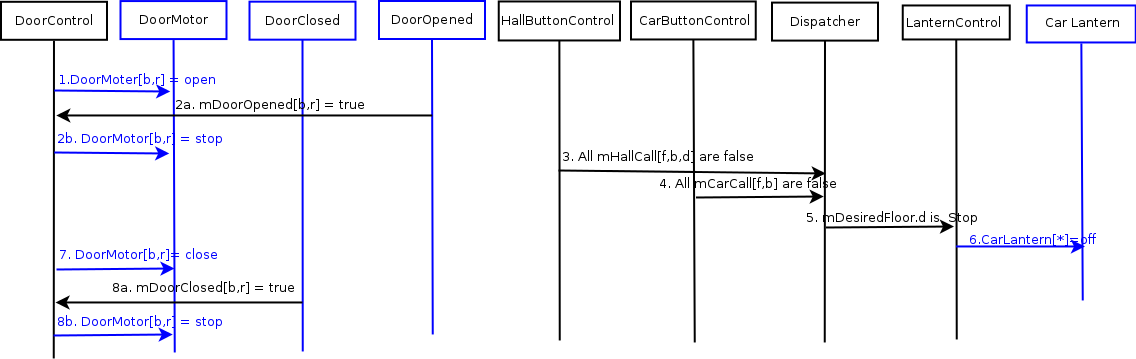 DoorControl
DoorMotor
DoorClosed
DoorOpened
HallButtonControl
CarButtonControl
Dispatcher
LanternControl
Car Lantern
1.DoorMoter[b,r] = open
2a. mDoorOpened[b,r] = true
2b. DoorMotor[b,r] = stop
3. All mHallCall[f,b,d] are false
4. All mCarCall[f,b] are false
5. mDesiredFloor.d is Stop
6.CarLantern[*]=off
7. DoorMotor[b,r]= close
8a. mDoorClosed[b,r] = true
8b. DoorMotor[b,r] = stop